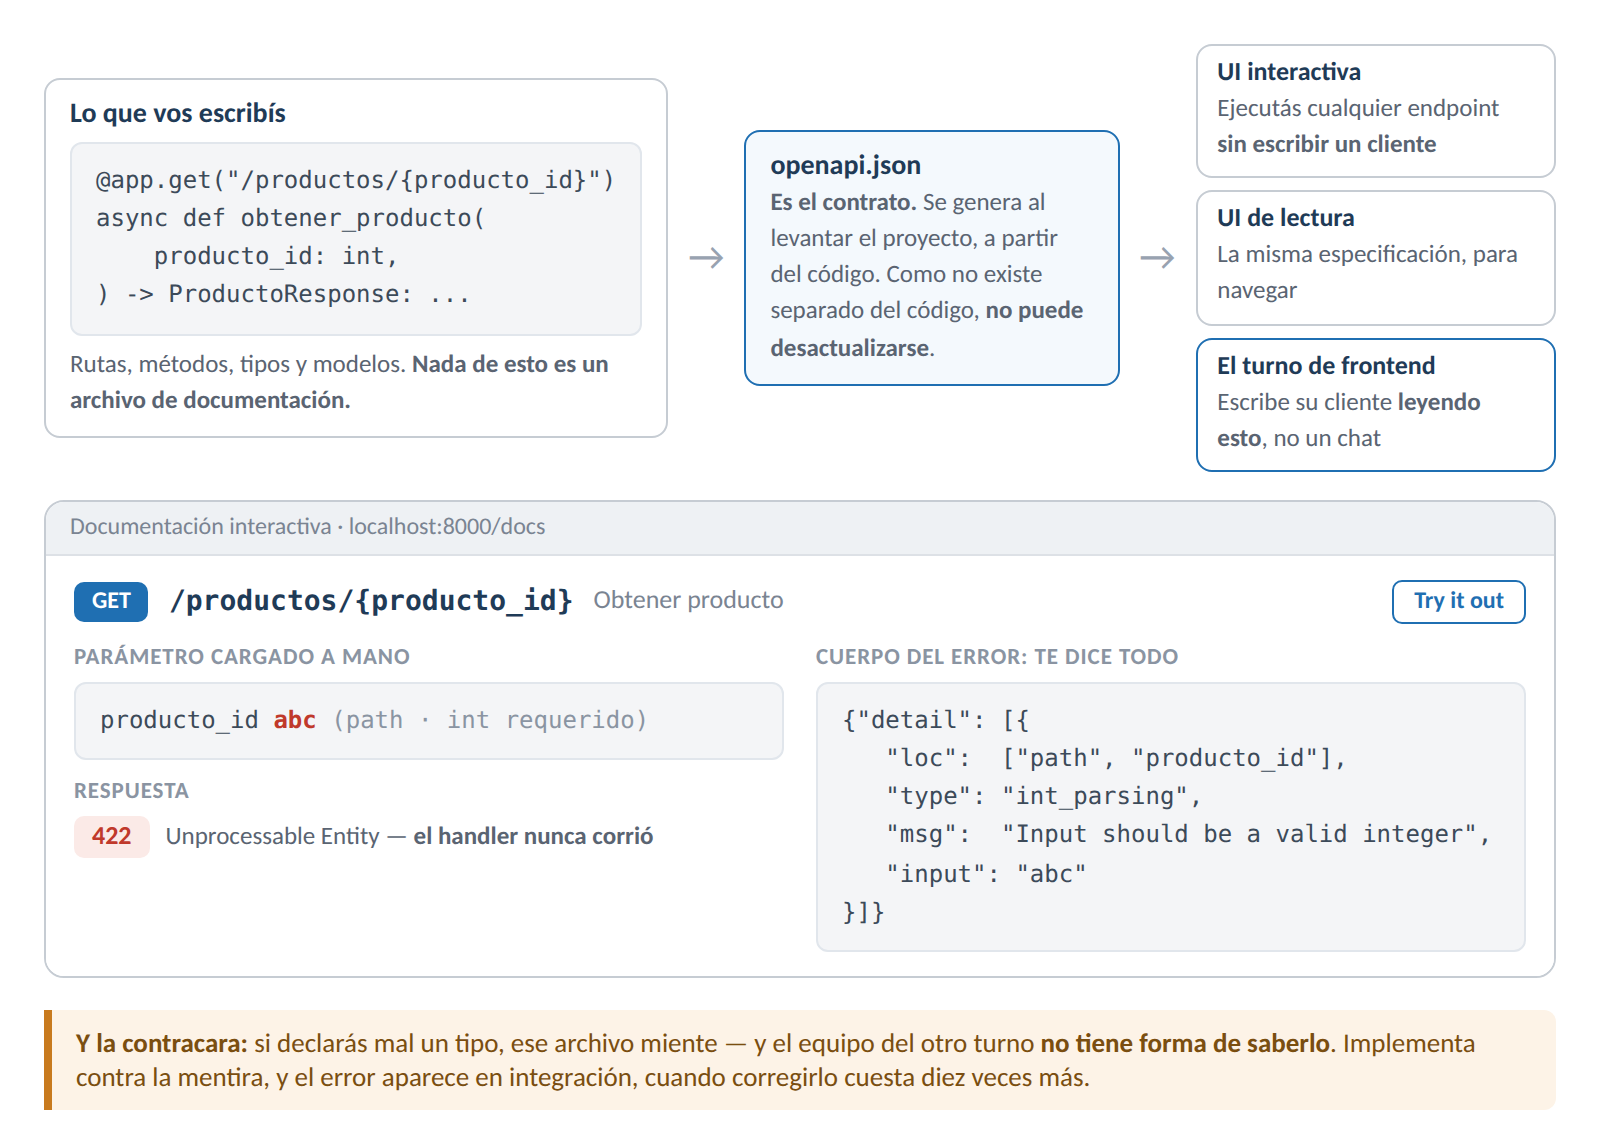 Lo que vos escribís
@app.get("/productos/{producto_id}")
async def obtener_producto(
    producto_id: int,
) -> ProductoResponse: ...
Rutas, métodos, tipos y modelos. Nada de esto es un
archivo de documentación.
→
openapi.json
Es el contrato. Se genera al
levantar el proyecto, a partir
del código. Como no existe
separado del código, no puede
desactualizarse.
→
UI interactiva
Ejecutás cualquier endpoint
sin escribir un cliente
UI de lectura
La misma especificación, para
navegar
El turno de frontend
Escribe su cliente leyendo
esto, no un chat
Documentación interactiva · localhost:8000/docs
GET /productos/{producto_id} Obtener producto
Try it out
PARÁMETRO CARGADO A MANO
producto_id abc (path · int requerido)
RESPUESTA
422 Unprocessable Entity — el handler nunca corrió
CUERPO DEL ERROR: TE DICE TODO
{"detail": [{
   "loc":  ["path", "producto_id"],
   "type": "int_parsing",
   "msg":  "Input should be a valid integer",
   "input": "abc"
}]}
Y la contracara: si declarás mal un tipo, ese archivo miente — y el equipo del otro turno no tiene forma de saberlo. Implementa
contra la mentira, y el error aparece en integración, cuando corregirlo cuesta diez veces más.